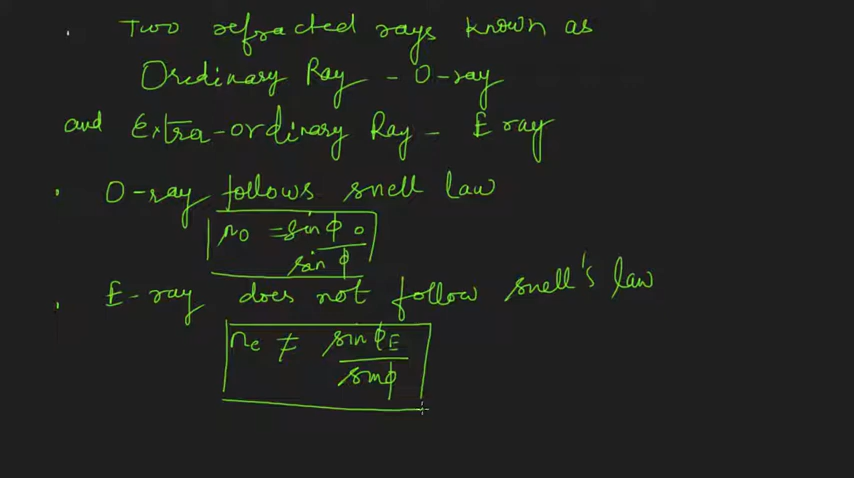 . Two refracted rays known as
Ordinary Ray - O-ray
and Extra-ordinary Ray - E ray
. O-ray follows snell law
n0 = sin ϕ o
sin ϕ
. E-ray does not follow snell's law
ne ≠ sin ϕE
sin ϕ